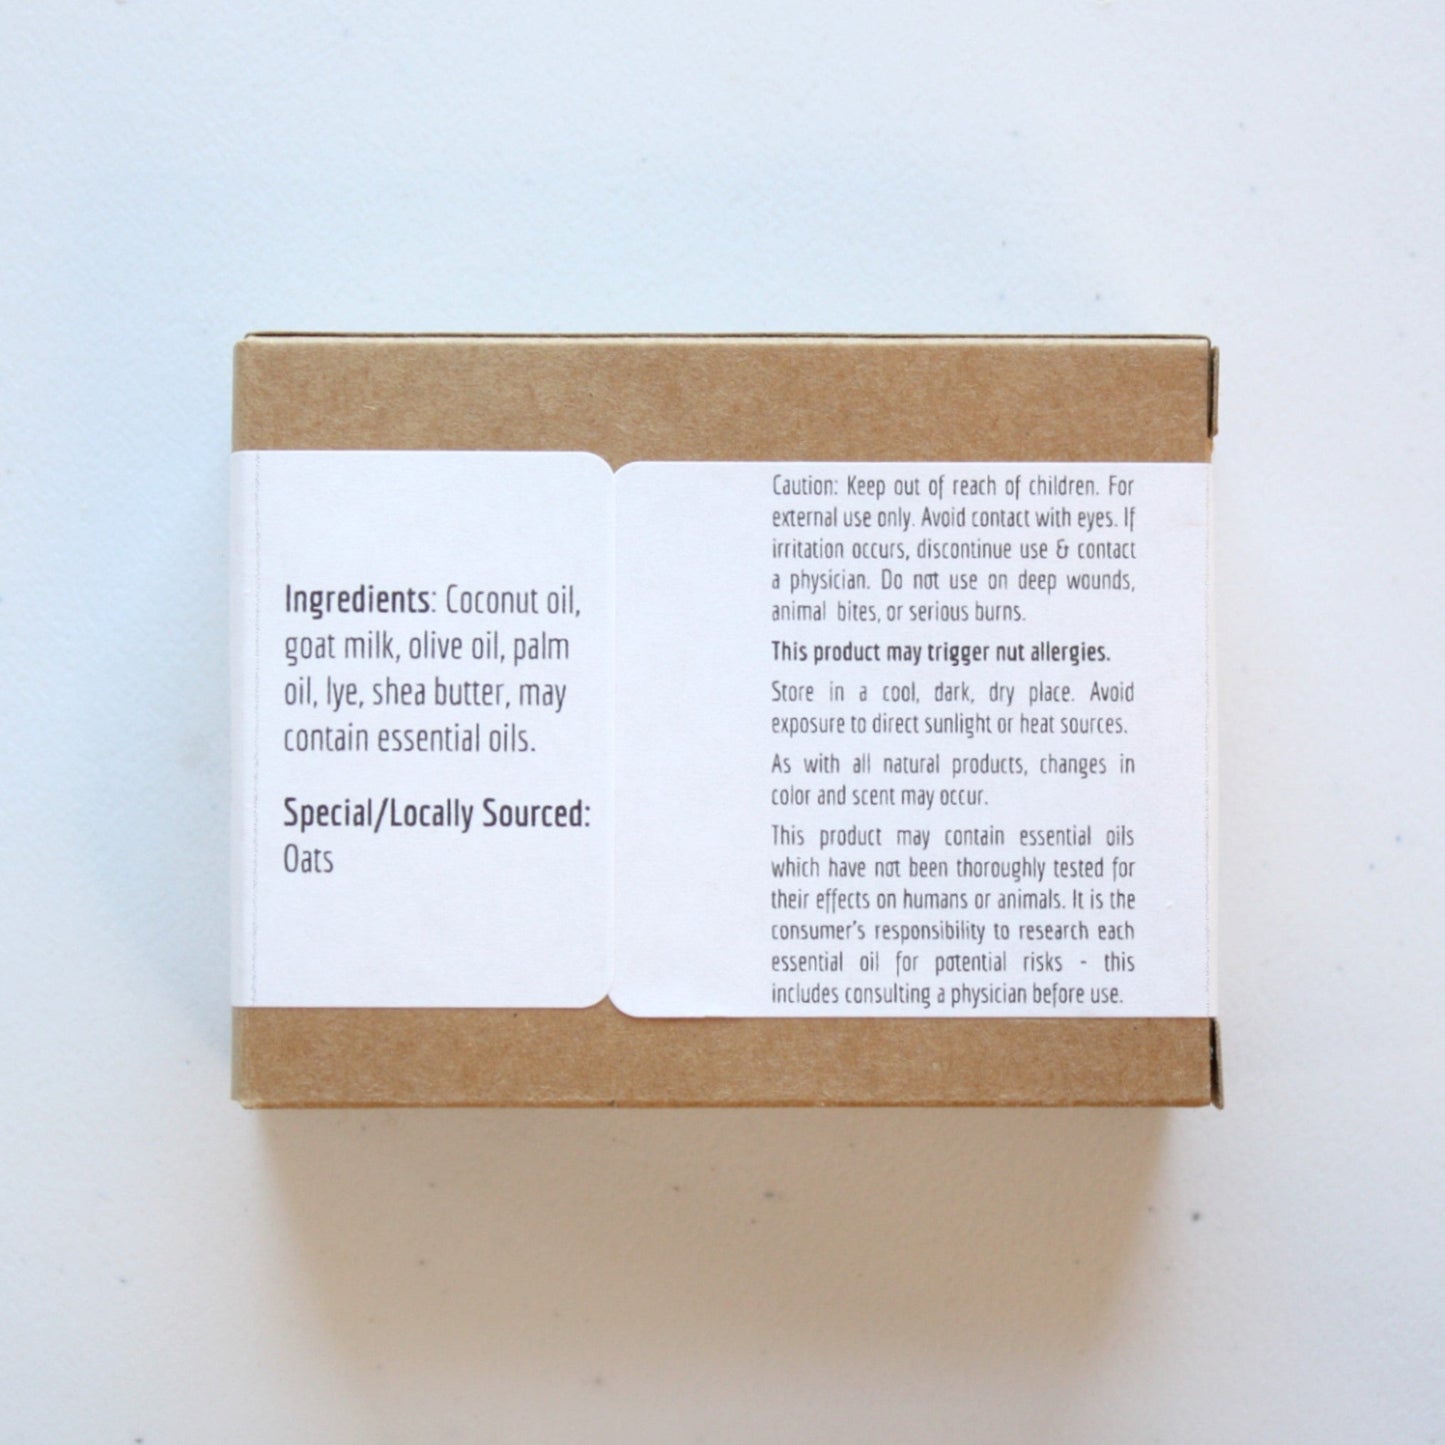 Ingredients: Coconut oil,
goat milk, olive oil, palm
oil, lye, shea butter, may
contain essential oils.
Special/Locally Sourced:
Oats
Caution: Keep out of reach of children. For
external use only. Avoid contact with eyes. If
irritation occurs, discontinue use & contact
a physician. Do not use on deep wounds,
animal bites, or serious burns.
This product may trigger nut allergies.
Store in a cool, dark, dry place. Avoid
exposure to direct sunlight or heat sources.
As with all natural products, changes in
color and scent may occur.
This product may contain essential oils
which have not been thoroughly tested for
their effects on humans or animals. It is the
consumer's responsibility to research each
essential oil for potential risks - this
includes consulting a physician before use.